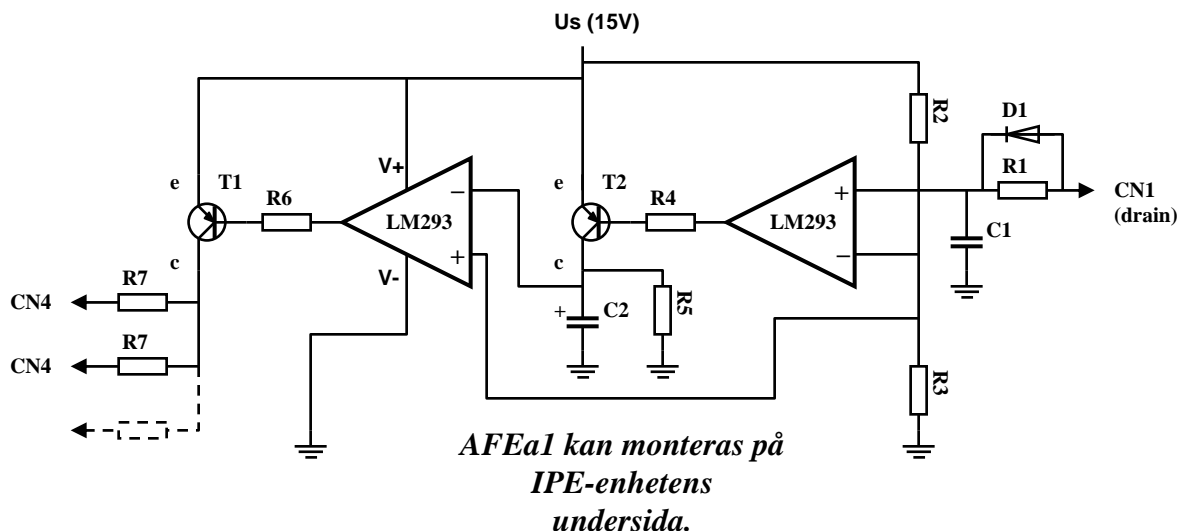 Us (15V)
R2
D1
R1
CN1
(drain)
C1
V+
e
T1
R6
LM293
−
+
V-
c
e
T2
R4
LM293
+
−
c
R7
CN4
R7
CN4
+
C2
R5
R3
AFEa1 kan monteras på
IPE-enhetens
undersida.